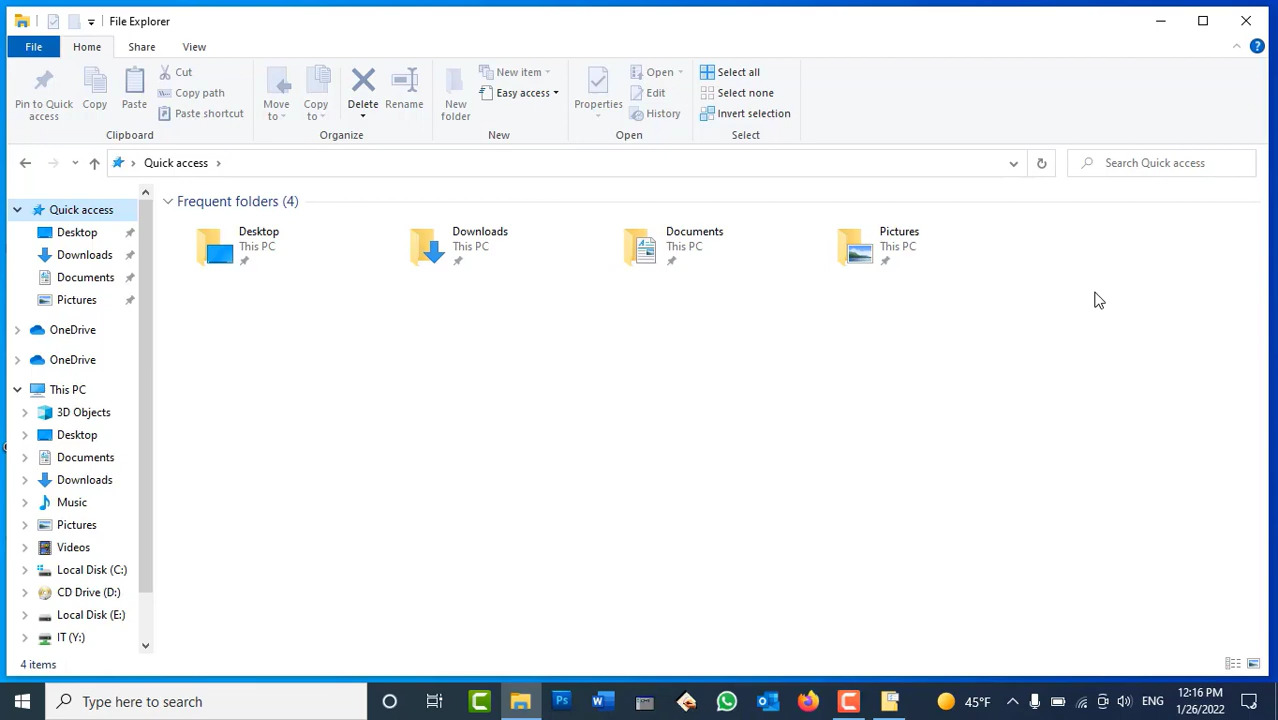 File Explorer
File Home Share View
Pin to Quick access
Copy
Paste
Cut
Copy path
Paste shortcut
Clipboard
Move to
Copy to
Delete
Rename
Organize
New folder
New item
Easy access
New
Properties
Open
Edit
History
Open
Select all
Select none
Invert selection
Select
Quick access
Search Quick access
Quick access
Desktop
Downloads
Documents
Pictures
OneDrive
OneDrive
This PC
3D Objects
Desktop
Documents
Downloads
Music
Pictures
Videos
Local Disk (C:)
CD Drive (D:)
Local Disk (E:)
IT (Y:)
Frequent folders (4)
Desktop
This PC
Downloads
This PC
Documents
This PC
Pictures
This PC
4 items
Type here to search
Ps
W
45°F
ENG
12:16 PM
1/26/2022